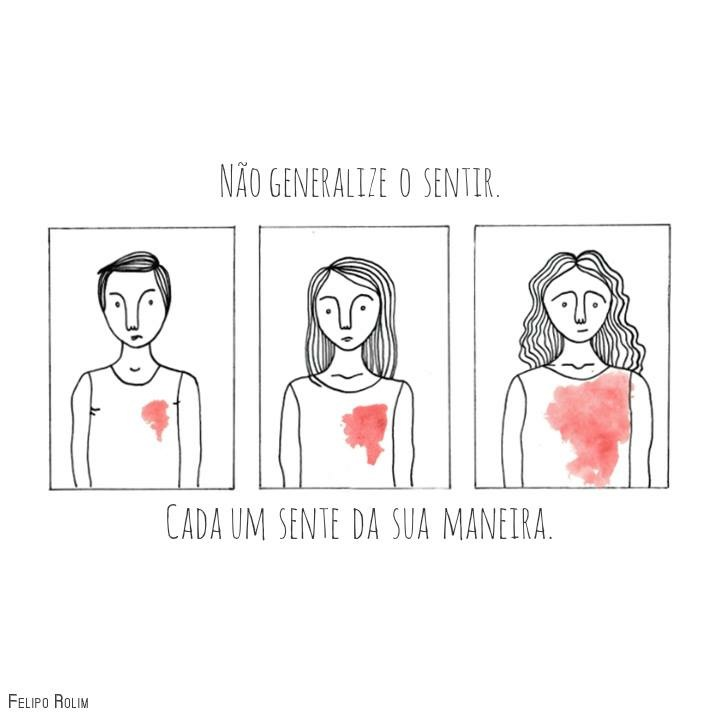 Não generalize o sentir.
Cada um sente da sua maneira.
Felipo Rolim